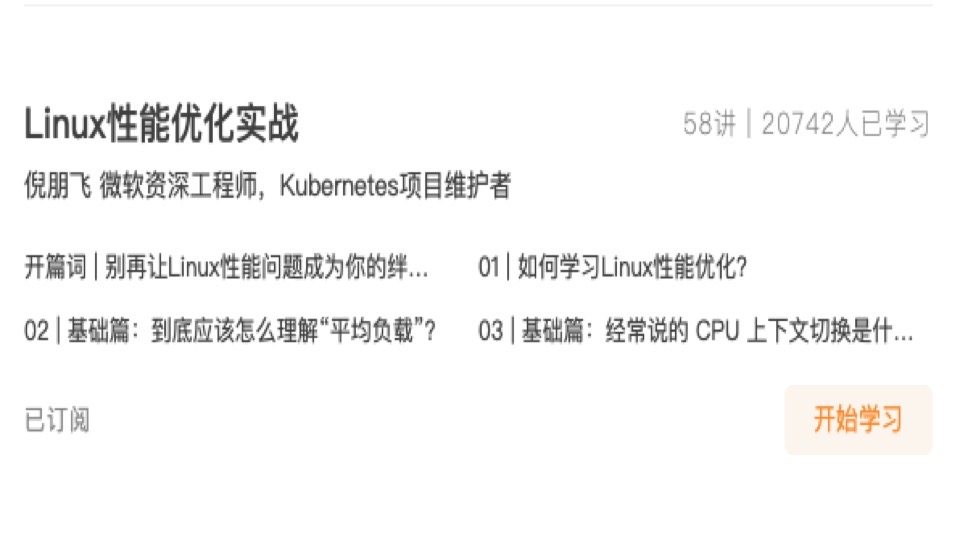 Linux性能优化实战
58讲 | 20742人已学习
倪朋飞 微软资深工程师，Kubernetes项目维护者
开篇词 | 别再让Linux性能问题成为你的绊...
01 | 如何学习Linux性能优化？
02 | 基础篇：到底应该怎么理解“平均负载”？
03 | 基础篇：经常说的 CPU 上下文切换是什...
已订阅
开始学习